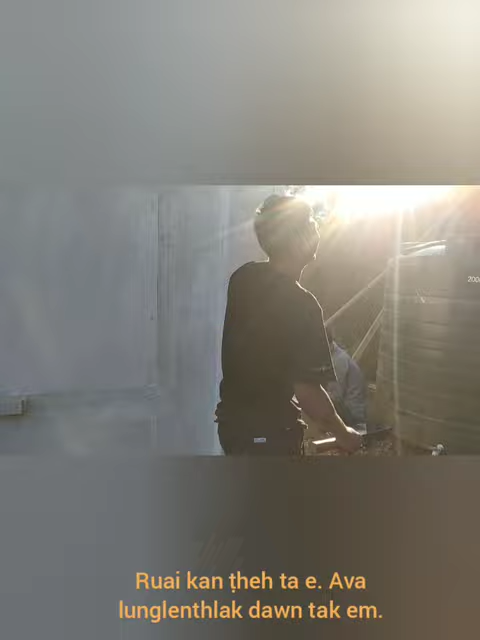 Ruai kan ṭheh ta e. Ava
lunglenthlak dawn tak em.